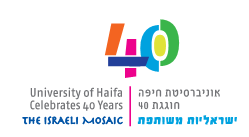 40
University of Haifa
Celebrates 40 Years
THE ISRAELI MOSAIC
אוניברסיטת חיפה
חוגגת 40
ישראליות משותפת